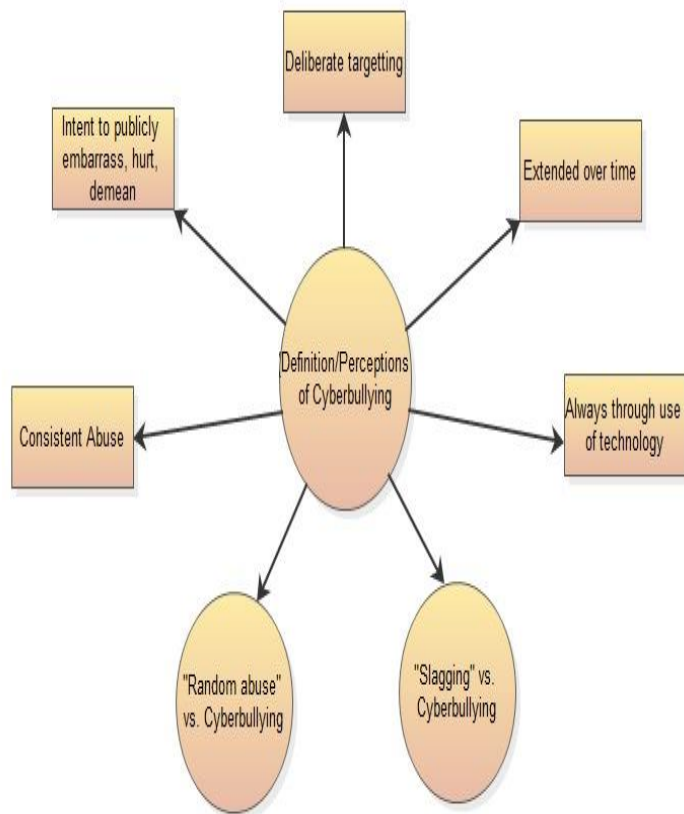 Deliberate targetting
Intent to publicly
embarrass, hurt,
demean
Extended over time
'Definition/Perceptions
of Cyberbullying
Consistent Abuse
Always through use
of technology
"Random abuse"
vs. Cyberbullying
"Slagging" vs.
Cyberbullying